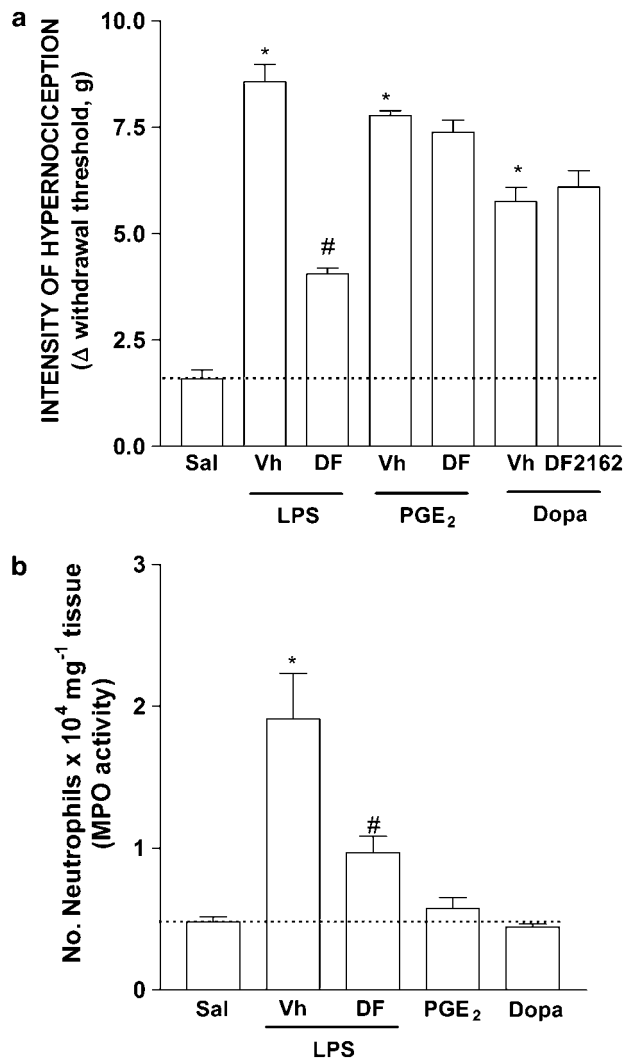 a
INTENSITY OF HYPERNOCICEPTION
(Δ withdrawal threshold, g)
10.0
7.5
5.0
2.5
0.0
*
#
*
*
Sal Vh DF Vh DF Vh DF2162
LPS PGE₂ Dopa
b
No. Neutrophils x 10⁴ mg⁻¹ tissue
(MPO activity)
3
2
1
0
*
#
Sal Vh DF PGE₂ Dopa
LPS